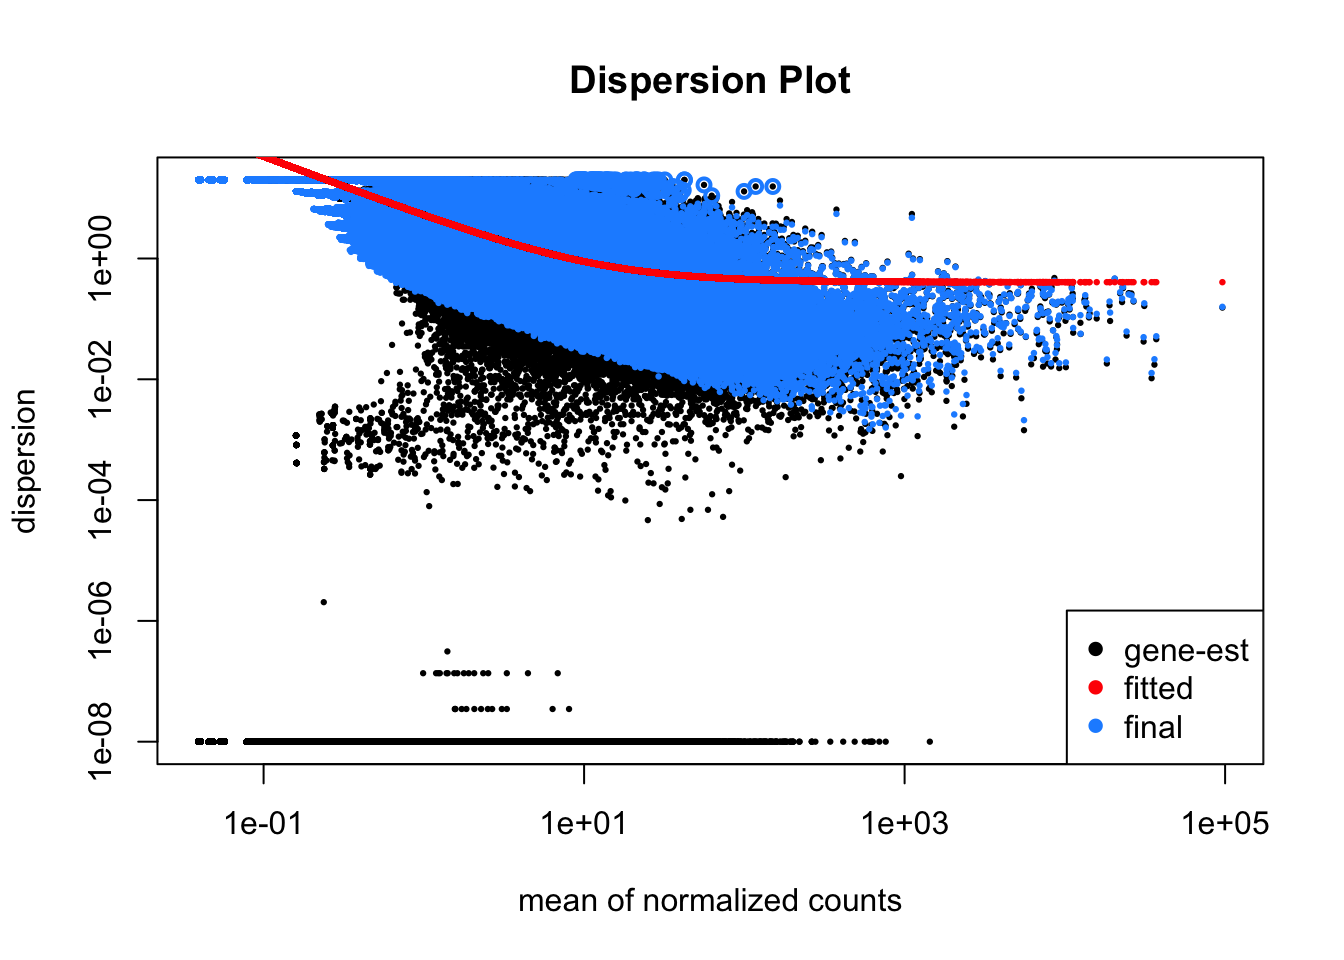 Dispersion Plot
dispersion
1e+00
1e-02
1e-04
1e-06
1e-08
gene-est
fitted
final
1e-01
1e+01
1e+03
1e+05
mean of normalized counts